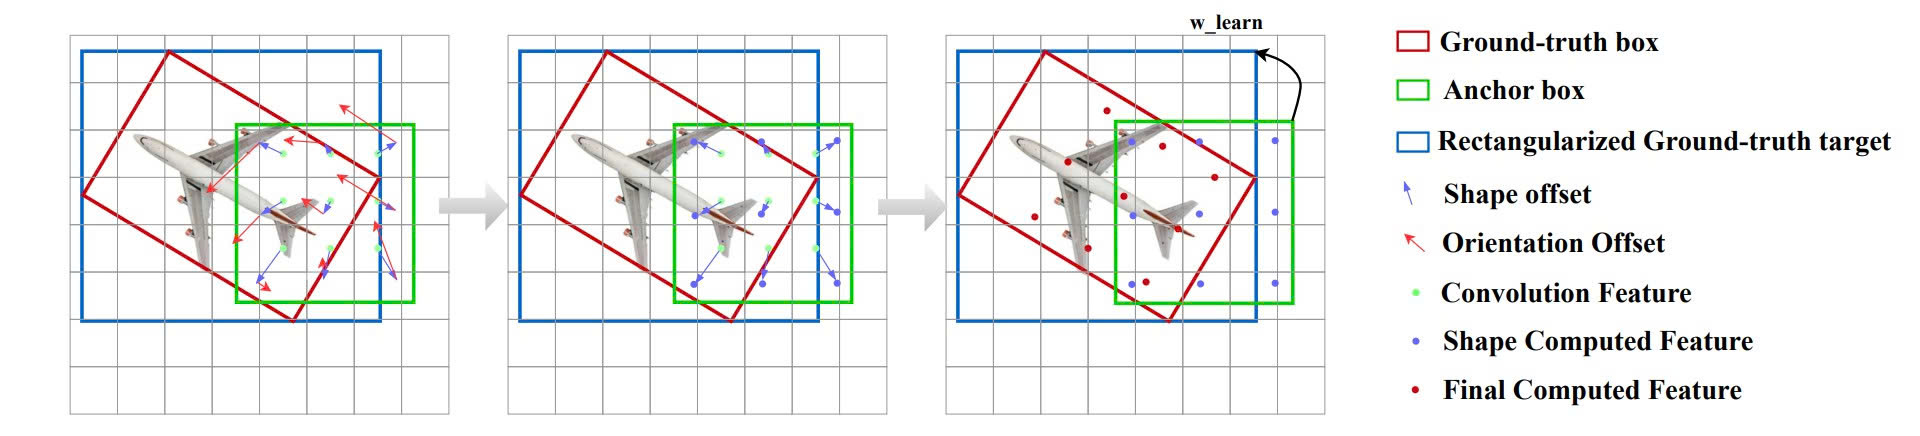 w_learn
Ground-truth box
Anchor box
Rectangularized Ground-truth target
Shape offset
Orientation Offset
Convolution Feature
Shape Computed Feature
Final Computed Feature